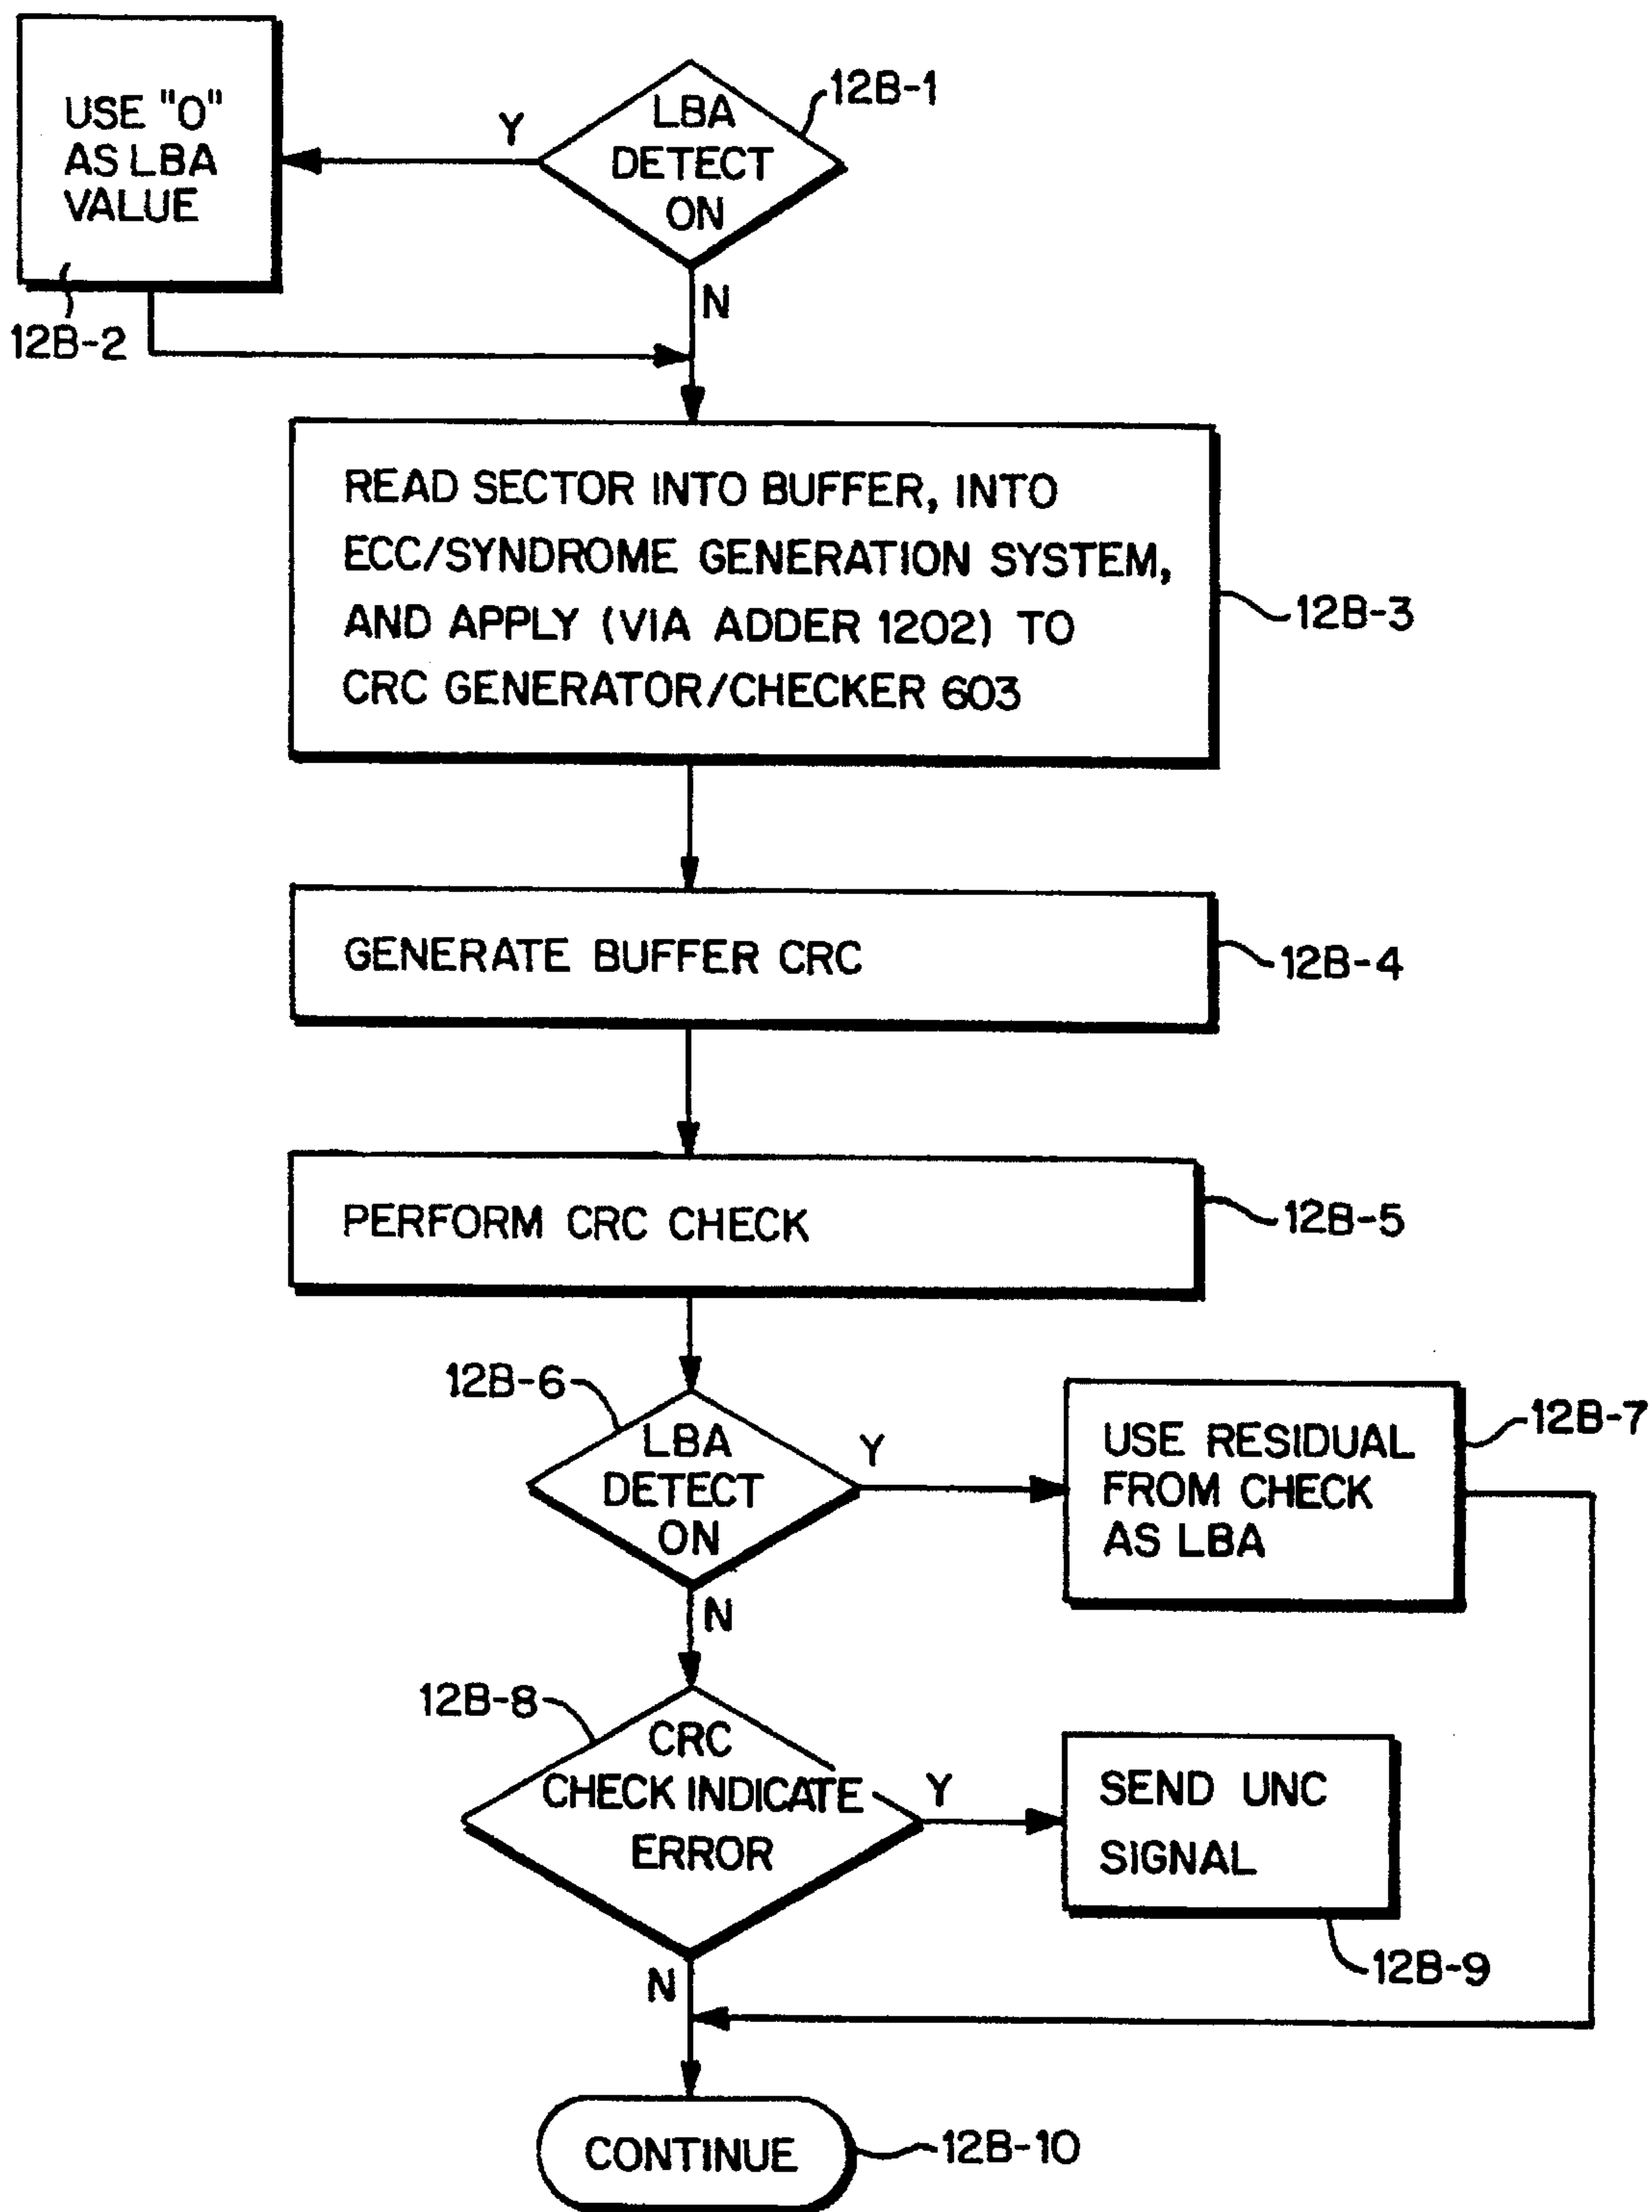 USE "0"
AS LBA
VALUE
12B-2
LBA
DETECT
ON
12B-1
Y
N
READ SECTOR INTO BUFFER, INTO
ECC/SYNDROME GENERATION SYSTEM,
AND APPLY (VIA ADDER 1202) TO
CRC GENERATOR/CHECKER 603
12B-3
GENERATE BUFFER CRC
12B-4
PERFORM CRC CHECK
12B-5
12B-6
LBA
DETECT
ON
Y
N
USE RESIDUAL
FROM CHECK
AS LBA
12B-7
12B-8
CRC
CHECK INDICATE
ERROR
Y
N
SEND UNC
SIGNAL
12B-9
CONTINUE
12B-10